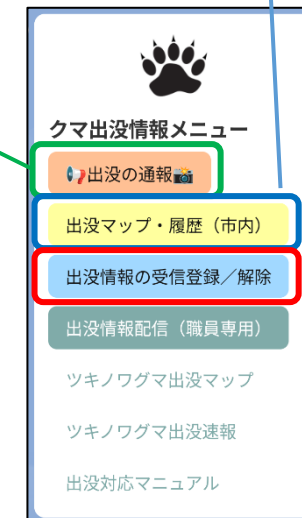 クマ出没情報メニュー
📢出没の通報📸
出没マップ・履歴（市内）
出没情報の受信登録／解除
出没情報配信（職員専用）
ツキノワグマ出没マップ
ツキノワグマ出没速報
出没対応マニュアル